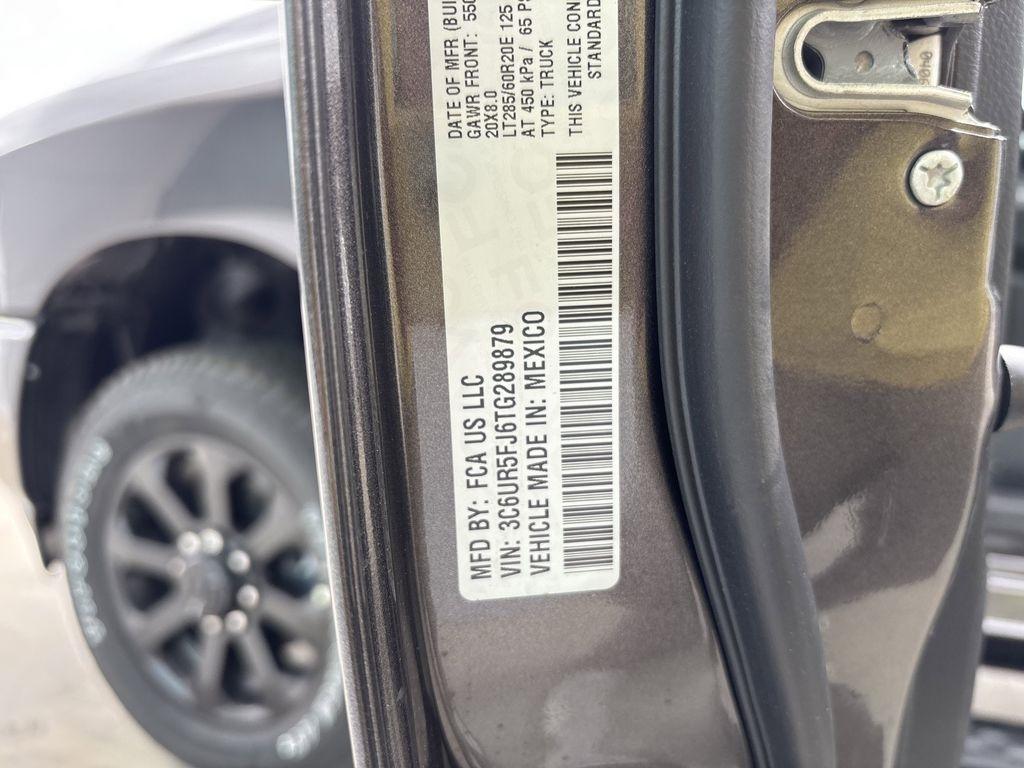 MFD BY: FCA US LLC
VIN: 3C6UR5FJ6TG289879
VEHICLE MADE IN: MEXICO
DATE OF MFR
GAWR FRONT:
20X8.0
LT285/60R20E 125
AT 450 kPa / 65
TYPE: TRUCK
THIS VEHICLE
STANDARD